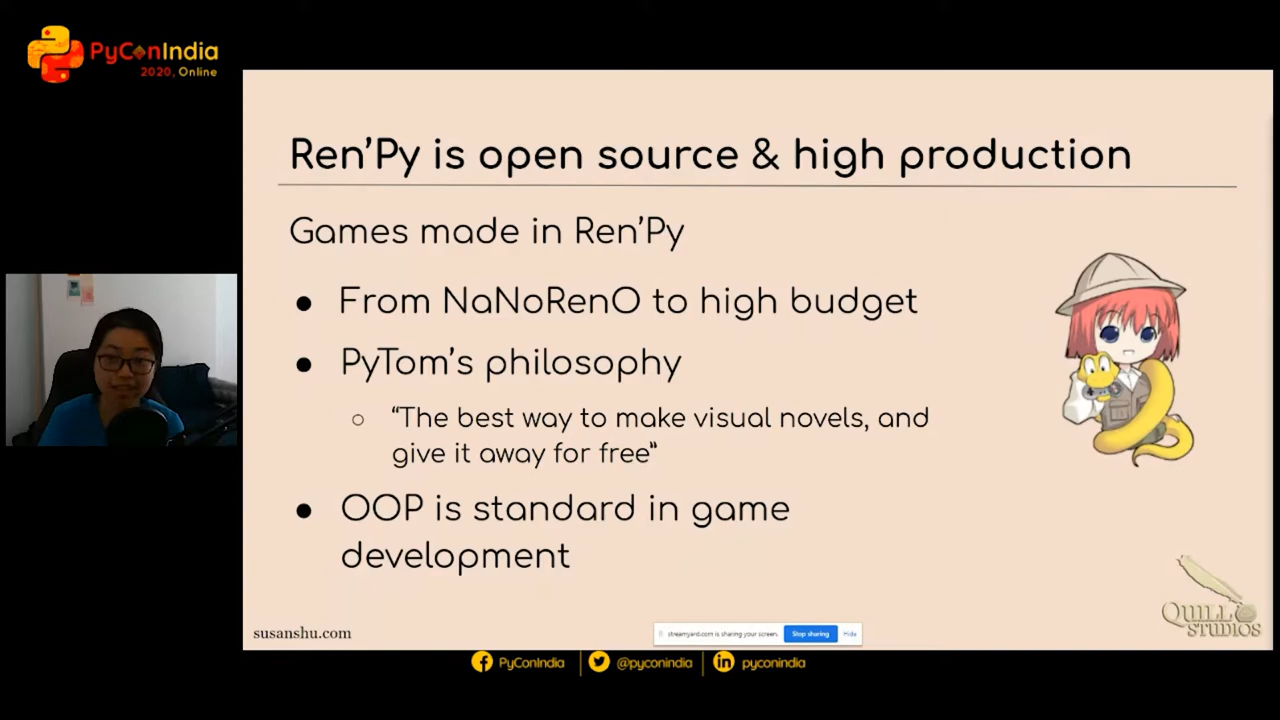 PyConIndia
2020, Online
Ren'Py is open source & high production
Games made in Ren'Py
● From NaNoRenO to high budget
● PyTom's philosophy
○ “The best way to make visual novels, and
give it away for free”
● OOP is standard in game
development
QUILL
STUDIOS
susanshu.com
streamyard.com is sharing your screen. Stop sharing Hide
PyConIndia @pyconindia pyconindia